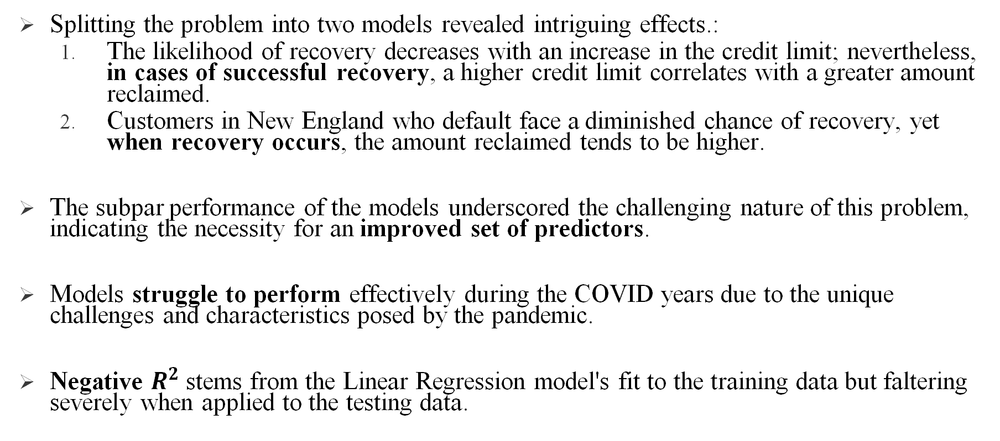 ➢ Splitting the problem into two models revealed intriguing effects.:
1. The likelihood of recovery decreases with an increase in the credit limit; nevertheless,
in cases of successful recovery, a higher credit limit correlates with a greater amount
reclaimed.
2. Customers in New England who default face a diminished chance of recovery, yet
when recovery occurs, the amount reclaimed tends to be higher.
➢ The subpar performance of the models underscored the challenging nature of this problem,
indicating the necessity for an improved set of predictors.
➢ Models struggle to perform effectively during the COVID years due to the unique
challenges and characteristics posed by the pandemic.
➢ Negative R² stems from the Linear Regression model's fit to the training data but faltering
severely when applied to the testing data.